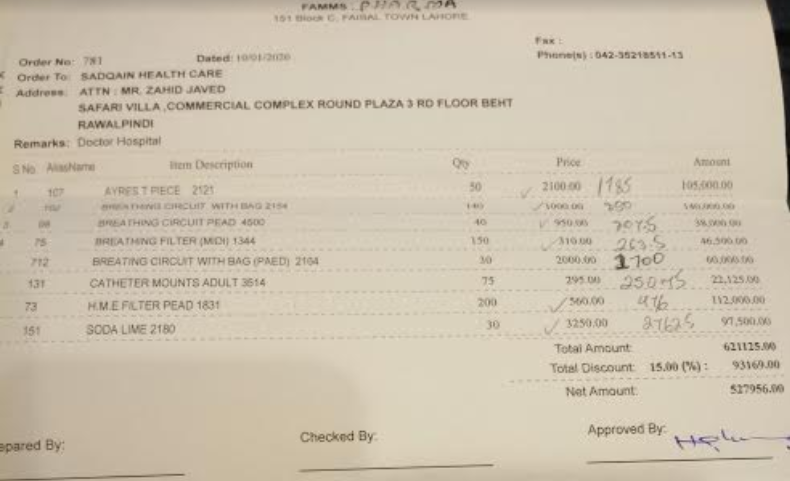 FAMMS PHARMA
151 Block C, FAISAL TOWN LAHORE
Fax :
Phone(s) : 042-35218511-13
Order No: 781 Dated: 10/01/2020
Order To: SADQAIN HEALTH CARE
Address: ATTN : MR. ZAHID JAVED
SAFARI VILLA ,COMMERCIAL COMPLEX ROUND PLAZA 3 RD FLOOR BEHT
RAWALPINDI
Remarks: Doctor Hospital
S No. AliasName Item Description Qty Price Amount
1 107 AYRES T PIECE 2121 50 2100.00 1785 105,000.00
2 102 BREATHING CIRCUIT WITH BAG 2154 140 1000.00 140,000.00
3 98 BREATHING CIRCUIT PEAD 4500 40 950.00 38,000.00
4 75 BREATHING FILTER (MIDI) 1344 150 310.00 263.5 46,500.00
712 BREATING CIRCUIT WITH BAG (PAED) 2164 30 2000.00 1700 60,000.00
131 CATHETER MOUNTS ADULT 3514 75 295.00 250.75 22,125.00
73 H.M.E FILTER PEAD 1831 200 560.00 476 112,000.00
151 SODA LIME 2180 30 3250.00 2762.5 97,500.00
Total Amount: 621125.00
Total Discount: 15.00 (%) : 93169.00
Net Amount: 527956.00
epared By: Checked By: Approved By: